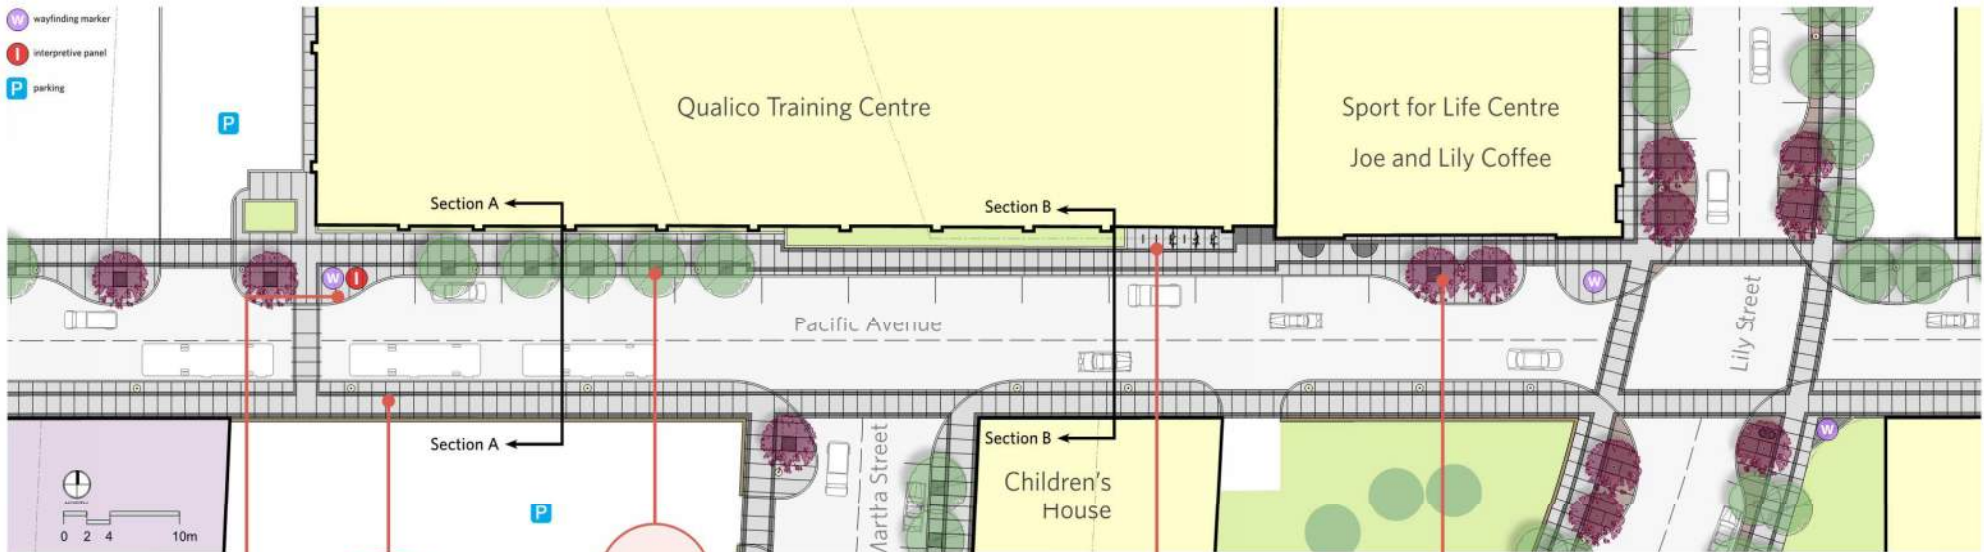 W wayfinding marker
I interpretive panel
P parking
P
Qualico Training Centre
Sport for Life Centre
Joe and Lily Coffee
Section A
Section B
W I
W
Pacific Avenue
Lily Street
Section A
Section B
W
Martha Street
Children's
House
P
0 2 4 10m